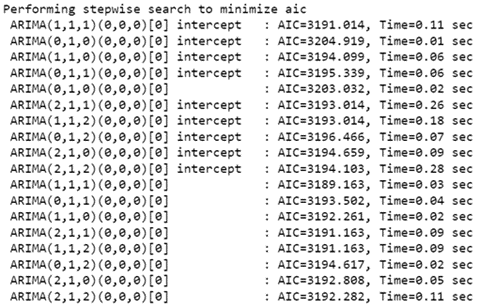 Performing stepwise search to minimize aic
ARIMA(1,1,1)(0,0,0)[0] intercept   : AIC=3191.014, Time=0.11 sec
ARIMA(0,1,0)(0,0,0)[0] intercept   : AIC=3204.919, Time=0.01 sec
ARIMA(1,1,0)(0,0,0)[0] intercept   : AIC=3194.099, Time=0.06 sec
ARIMA(0,1,1)(0,0,0)[0] intercept   : AIC=3195.339, Time=0.06 sec
ARIMA(0,1,0)(0,0,0)[0]             : AIC=3203.032, Time=0.02 sec
ARIMA(2,1,1)(0,0,0)[0] intercept   : AIC=3193.014, Time=0.26 sec
ARIMA(1,1,2)(0,0,0)[0] intercept   : AIC=3193.014, Time=0.18 sec
ARIMA(0,1,2)(0,0,0)[0] intercept   : AIC=3196.466, Time=0.07 sec
ARIMA(2,1,0)(0,0,0)[0] intercept   : AIC=3194.659, Time=0.09 sec
ARIMA(2,1,2)(0,0,0)[0] intercept   : AIC=3194.103, Time=0.28 sec
ARIMA(1,1,1)(0,0,0)[0]             : AIC=3189.163, Time=0.03 sec
ARIMA(0,1,1)(0,0,0)[0]             : AIC=3193.502, Time=0.04 sec
ARIMA(1,1,0)(0,0,0)[0]             : AIC=3192.261, Time=0.02 sec
ARIMA(2,1,1)(0,0,0)[0]             : AIC=3191.163, Time=0.09 sec
ARIMA(1,1,2)(0,0,0)[0]             : AIC=3191.163, Time=0.09 sec
ARIMA(0,1,2)(0,0,0)[0]             : AIC=3194.617, Time=0.02 sec
ARIMA(2,1,0)(0,0,0)[0]             : AIC=3192.808, Time=0.05 sec
ARIMA(2,1,2)(0,0,0)[0]             : AIC=3192.282, Time=0.11 sec